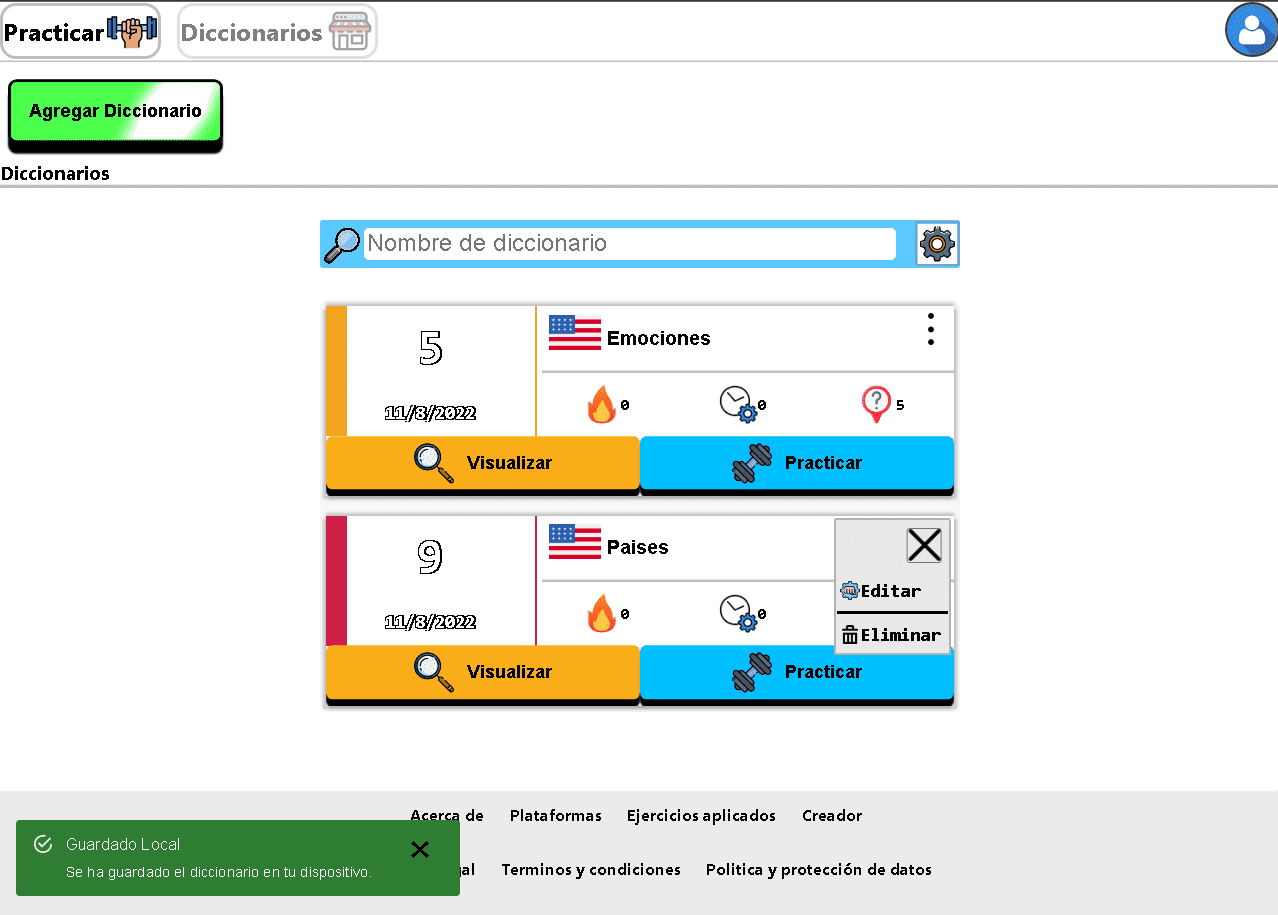 Practicar
Diccionarios
Agregar Diccionario
Diccionarios
Nombre de diccionario
5
11/8/2022
Emociones
0
0
5
Visualizar
Practicar
9
11/8/2022
Paises
0
0
Editar
Eliminar
Visualizar
Practicar
Acerca de Plataformas Ejercicios aplicados Creador
Guardado Local
Se ha guardado el diccionario en tu dispositivo.
Terminos y condiciones Politica y protección de datos